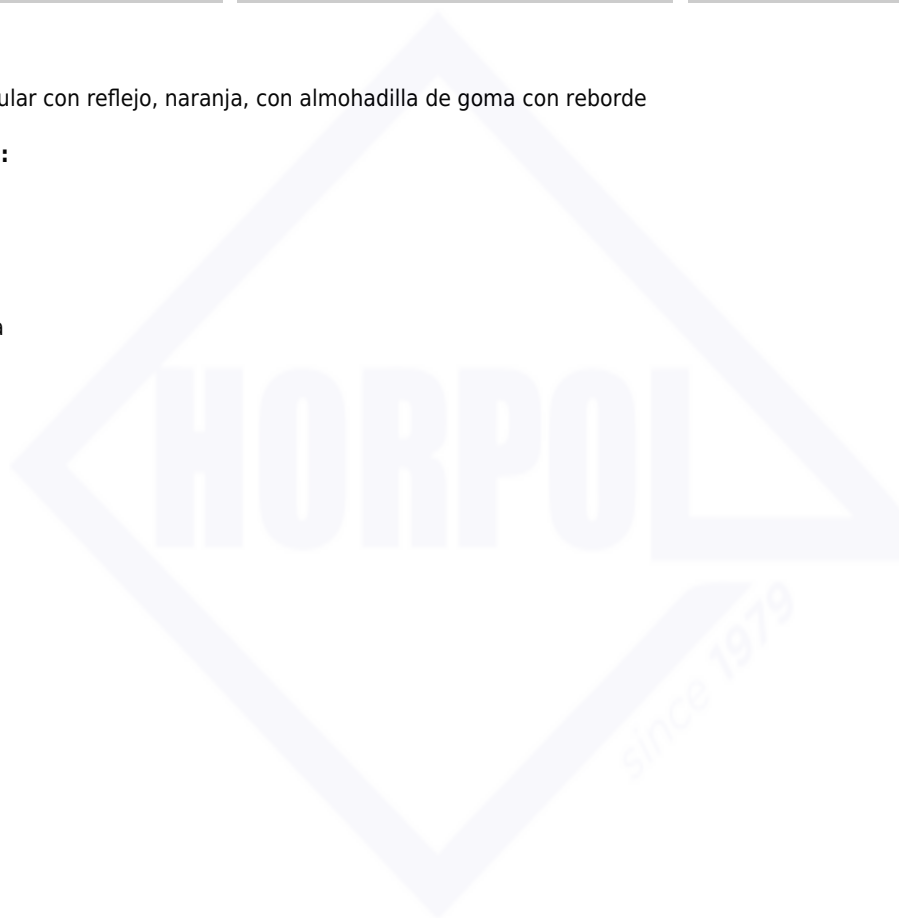 ular con reflejo, naranja, con almohadilla de goma con reborde
:
a
HORPOL
since 1979